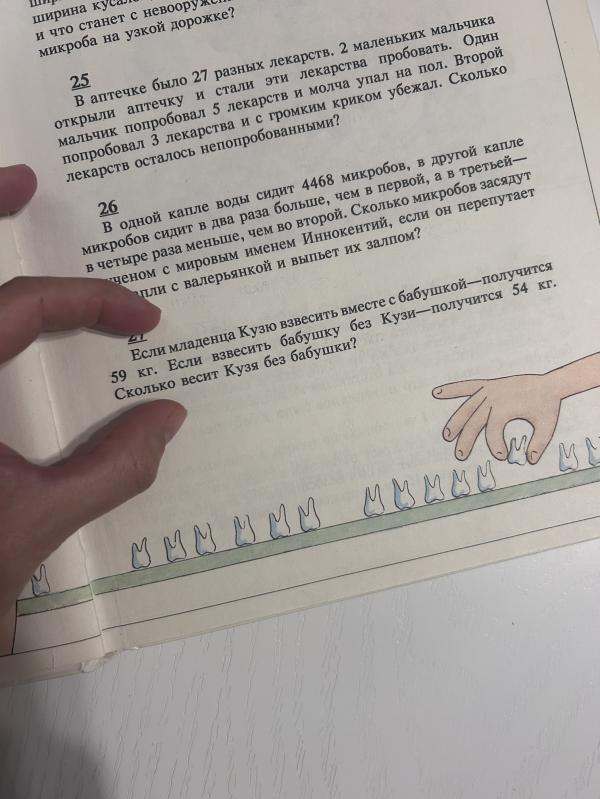 ширина
и что станет с
микроба на узкой дорожке?
25
В аптечке было 27 разных лекарств. 2 маленьких мальчика
открыли аптечку и стали эти лекарства пробовать. Один
мальчик попробовал 5 лекарств и молча упал на пол. Второй
попробовал 3 лекарства и с громким криком убежал. Сколько
лекарств осталось непопробованными?
26
В одной капле воды сидит 4468 микробов, в другой капле
микробов сидит в два раза больше, чем в первой, а в третьей—
в четыре раза меньше, чем во второй. Сколько микробов засядут
ученом с мировым именем Иннокентий, если он перепутает
с валерьянкой и выпьет их залпом?
27
Если младенца Кузю взвесить вместе с бабушкой—получится
59 кг. Если взвесить бабушку без Кузи—получится 54 кг.
Сколько весит Кузя без бабушки?